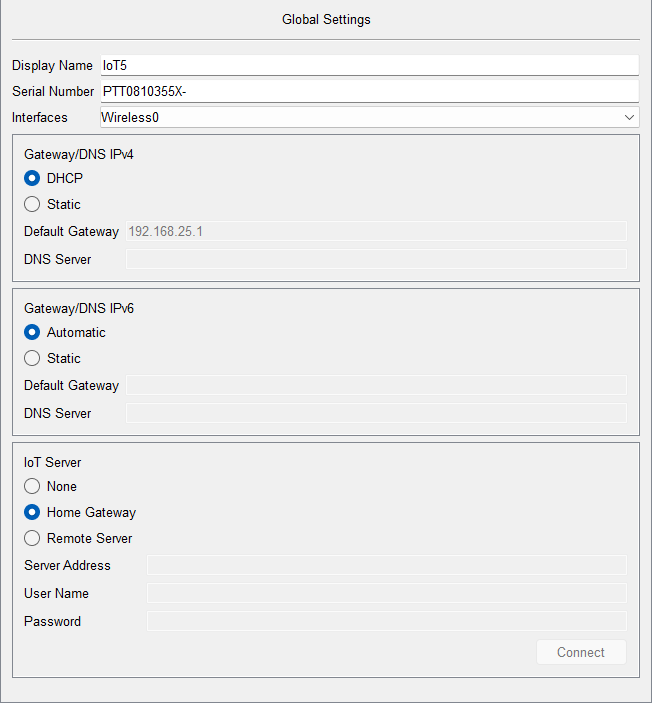 Global Settings
Display Name IoT5
Serial Number PTT0810355X-
Interfaces Wireless0
Gateway/DNS IPv4
DHCP
Static
Default Gateway 192.168.25.1
DNS Server
Gateway/DNS IPv6
Automatic
Static
Default Gateway
DNS Server
IoT Server
None
Home Gateway
Remote Server
Server Address
User Name
Password
Connect